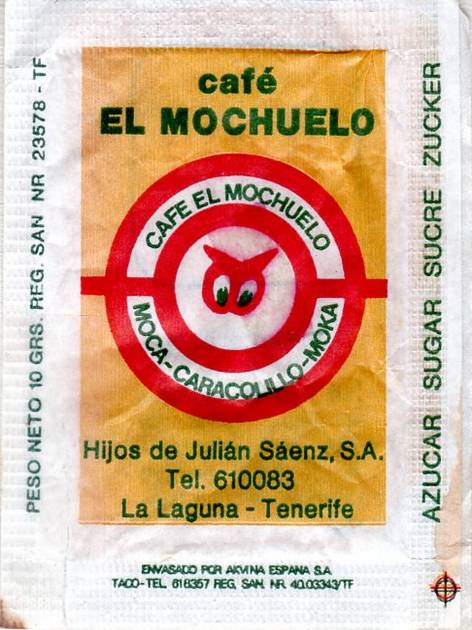 café
EL MOCHUELO
CAFE EL MOCHUELO
MOCA-CARACOLILLO-MOKA
Hijos de Julián Sáenz, S.A.
Tel. 610083
La Laguna - Tenerife
PESO NETO 10 GRS. REG. SAN NR 23578 - TF
AZUCAR SUGAR SUCRE ZUCKER
ENVASADO POR AKVINA ESPANA S.A
TACO-TEL. 618357 REG. SAN. NR. 40.03343/TF